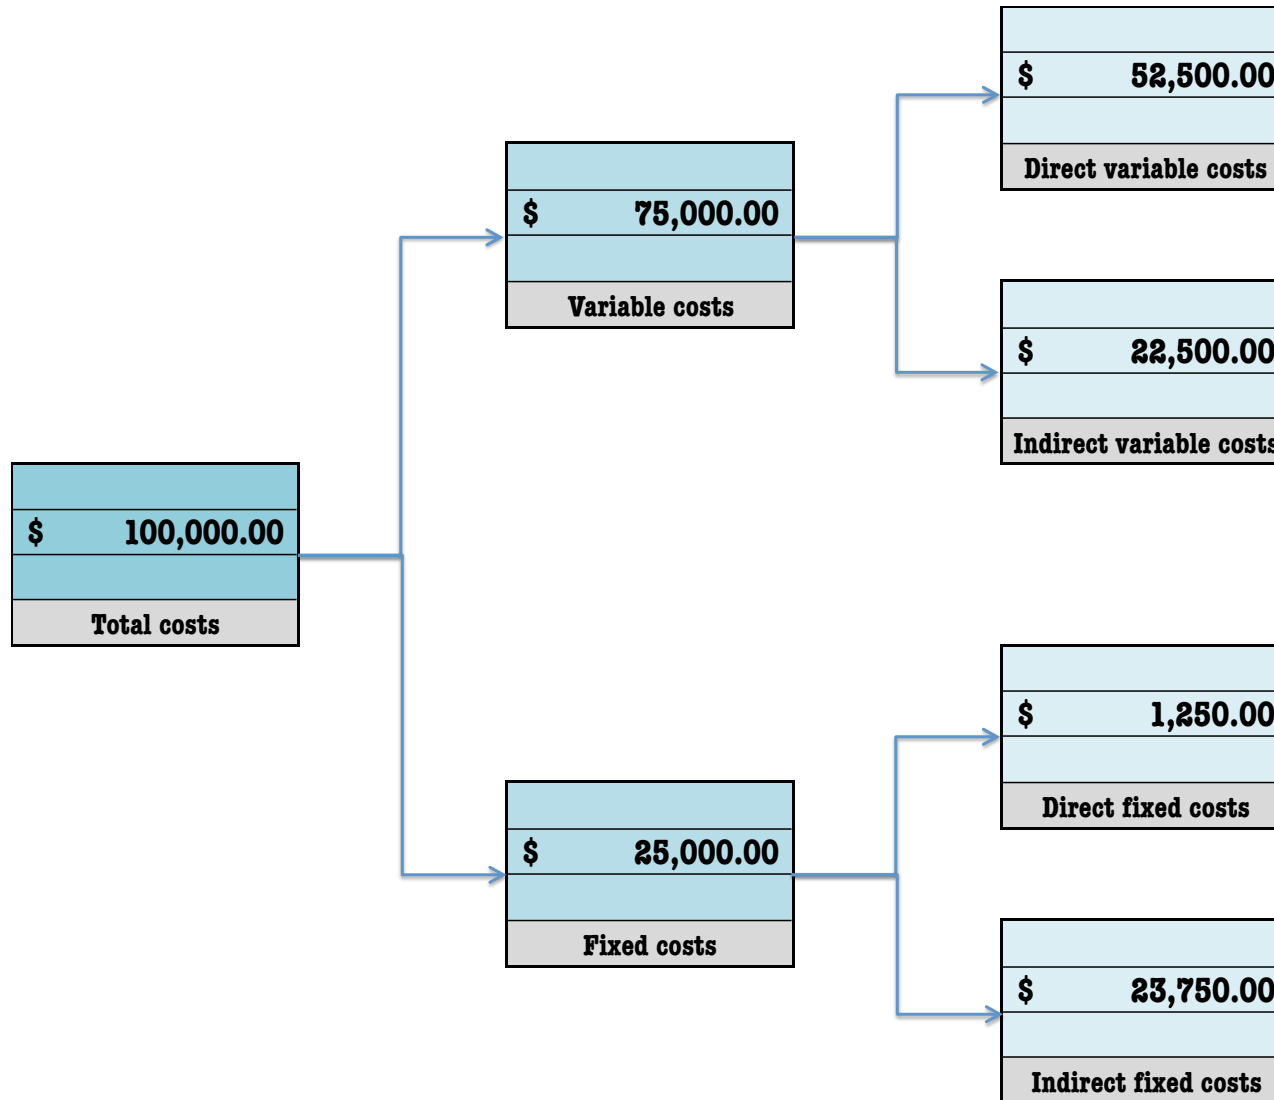 $ 52,500.00
Direct variable costs
$ 75,000.00
Variable costs
$ 22,500.00
Indirect variable costs
$ 100,000.00
Total costs
$ 1,250.00
Direct fixed costs
$ 25,000.00
Fixed costs
$ 23,750.00
Indirect fixed costs